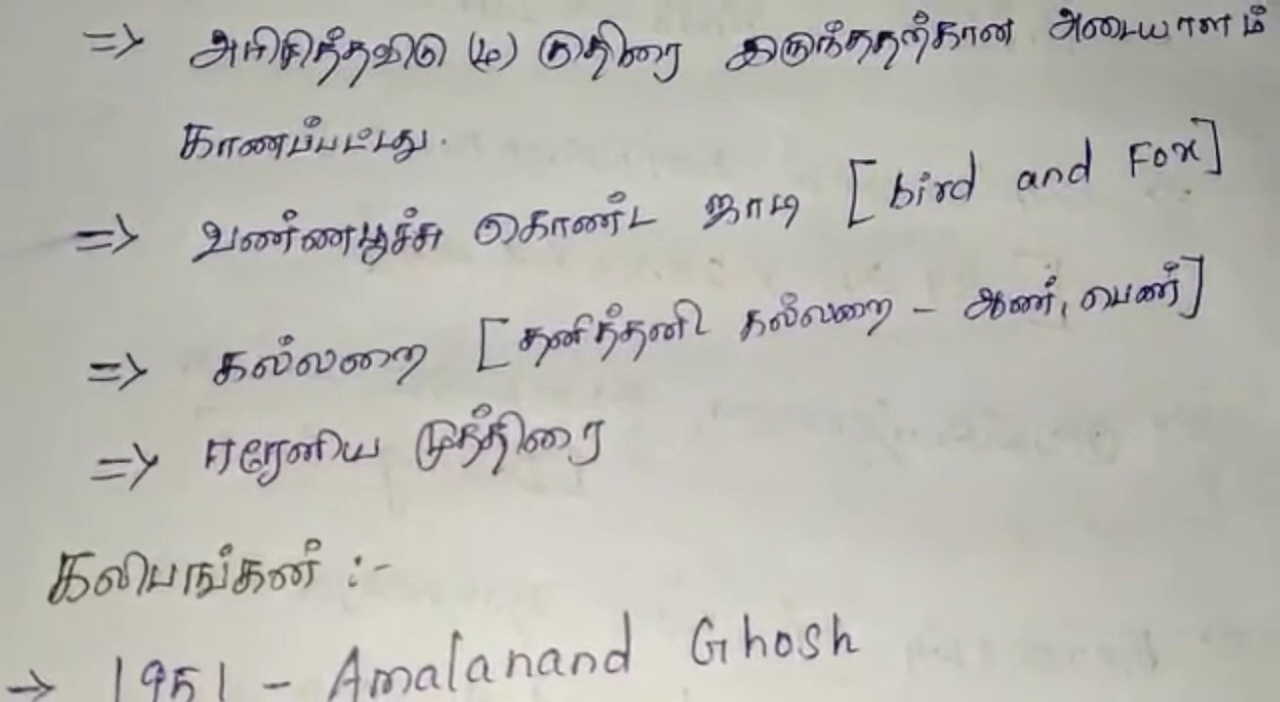 => அரிசித்தவிடு (ம) குதிரை இருந்ததற்கான அடையாளம்
காணப்பட்டது.
=> வண்ணபூச்சு கொண்ட ஜாடி [bird and Fox]
=> கல்லறை [தனித்தனி கல்லறை - ஆண், பெண்]
=> ஈரேனிய முத்திரை
கலிபங்கன் :-
→ 1951 - Amalanand Ghosh